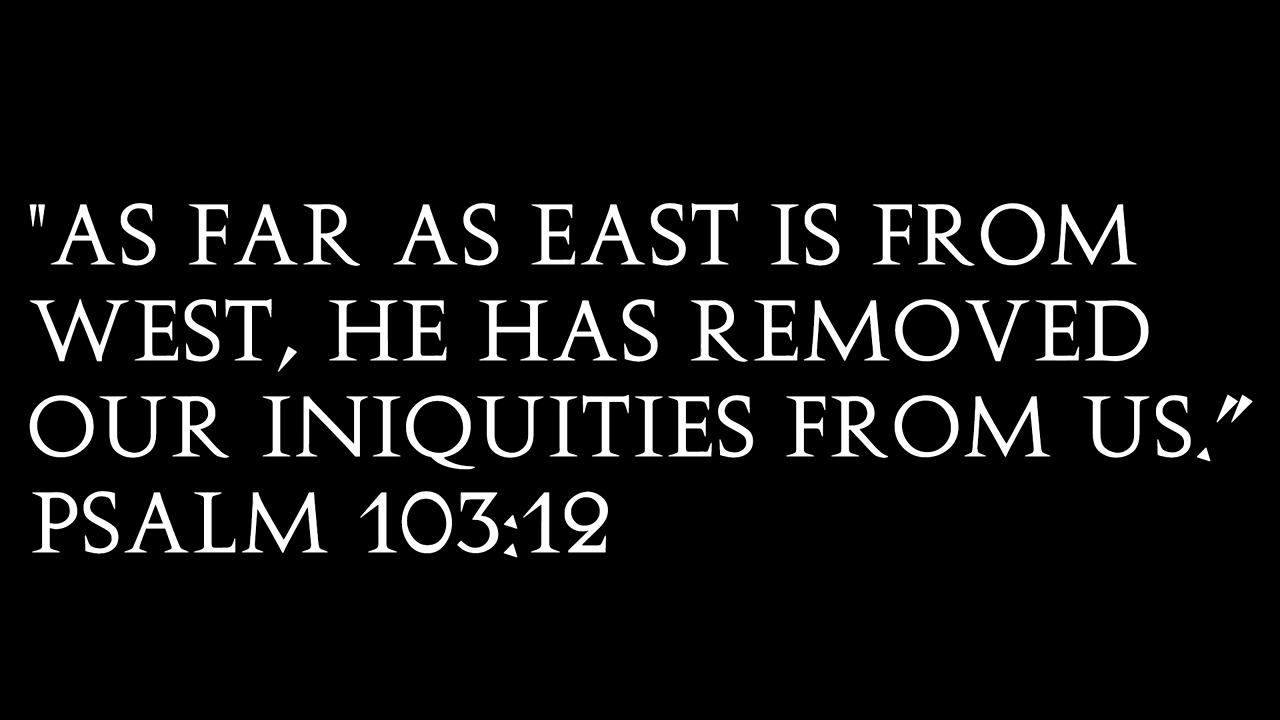 "AS FAR AS EAST IS FROM
WEST, HE HAS REMOVED
OUR INIQUITIES FROM US.”
PSALM 103:12